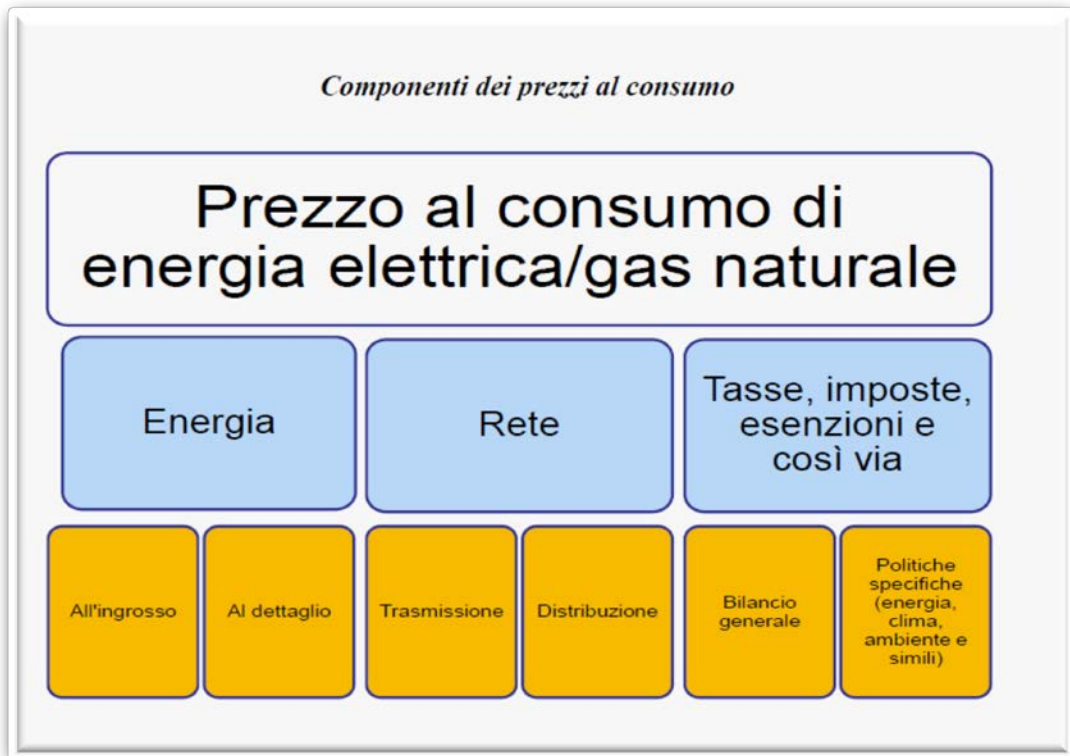 Componenti dei prezzi al consumo
Prezzo al consumo di
energia elettrica/gas naturale
Energia
Rete
Tasse, imposte,
esenzioni e
così via
All'ingrosso
Al dettaglio
Trasmissione
Distribuzione
Bilancio
generale
Politiche
specifiche
(energia,
clima,
ambiente e
simili)